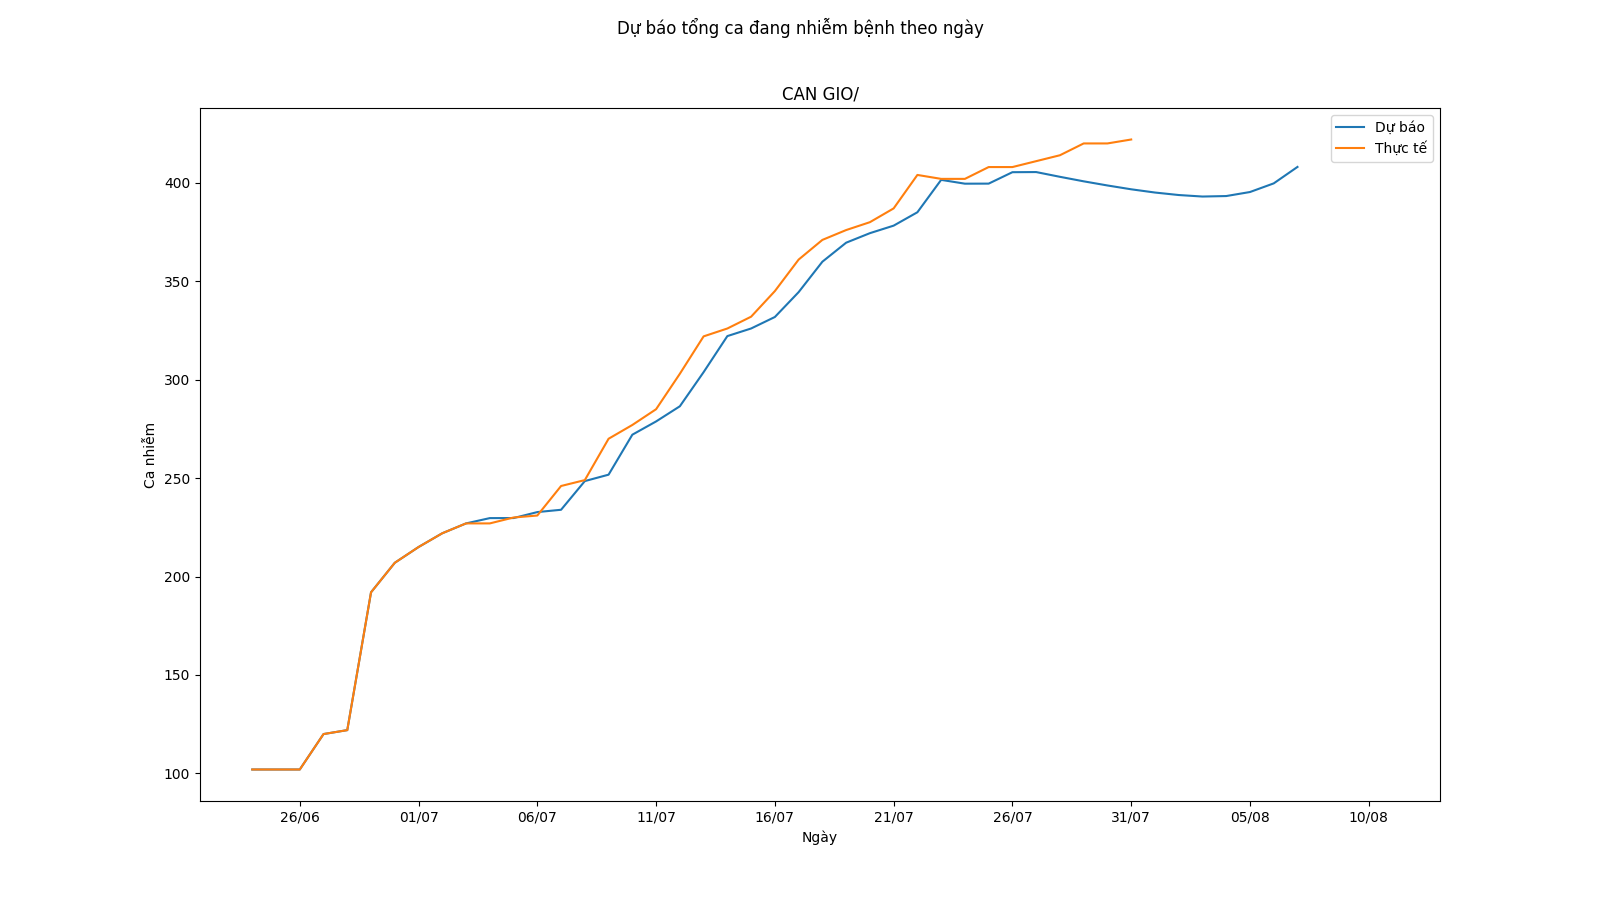 Dự báo tổng ca đang nhiễm bệnh theo ngày
CAN GIO/
Dự báo
Thực tế
400
350
300
250
200
150
100
Ca nhiễm
26/06
01/07
06/07
11/07
16/07
21/07
26/07
31/07
05/08
10/08
Ngày